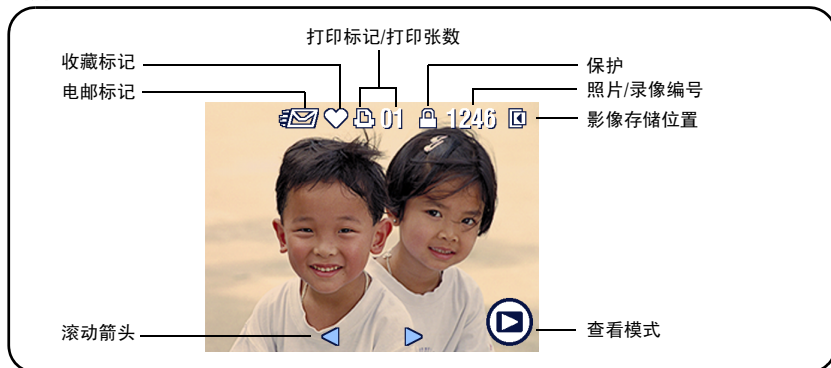 打印标记/打印张数
收藏标记
电邮标记
保护
照片/录像编号
影像存储位置
01 1246
滚动箭头
查看模式